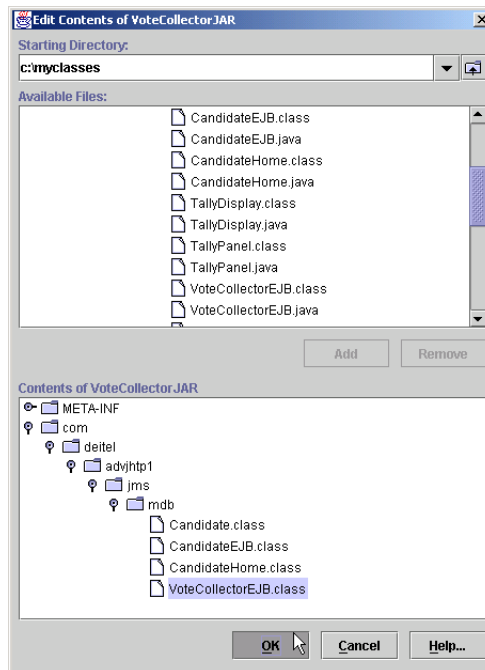 Edit Contents of VoteCollectorJAR
Starting Directory:
c:\myclasses
Available Files:
CandidateEJB.class
CandidateEJB.java
CandidateHome.class
CandidateHome.java
TallyDisplay.class
TallyDisplay.java
TallyPanel.class
TallyPanel.java
VoteCollectorEJB.class
VoteCollectorEJB.java
Add Remove
Contents of VoteCollectorJAR
META-INF
com
deitel
advjhtp1
jms
mdb
Candidate.class
CandidateEJB.class
CandidateHome.class
VoteCollectorEJB.class
OK Cancel Help...